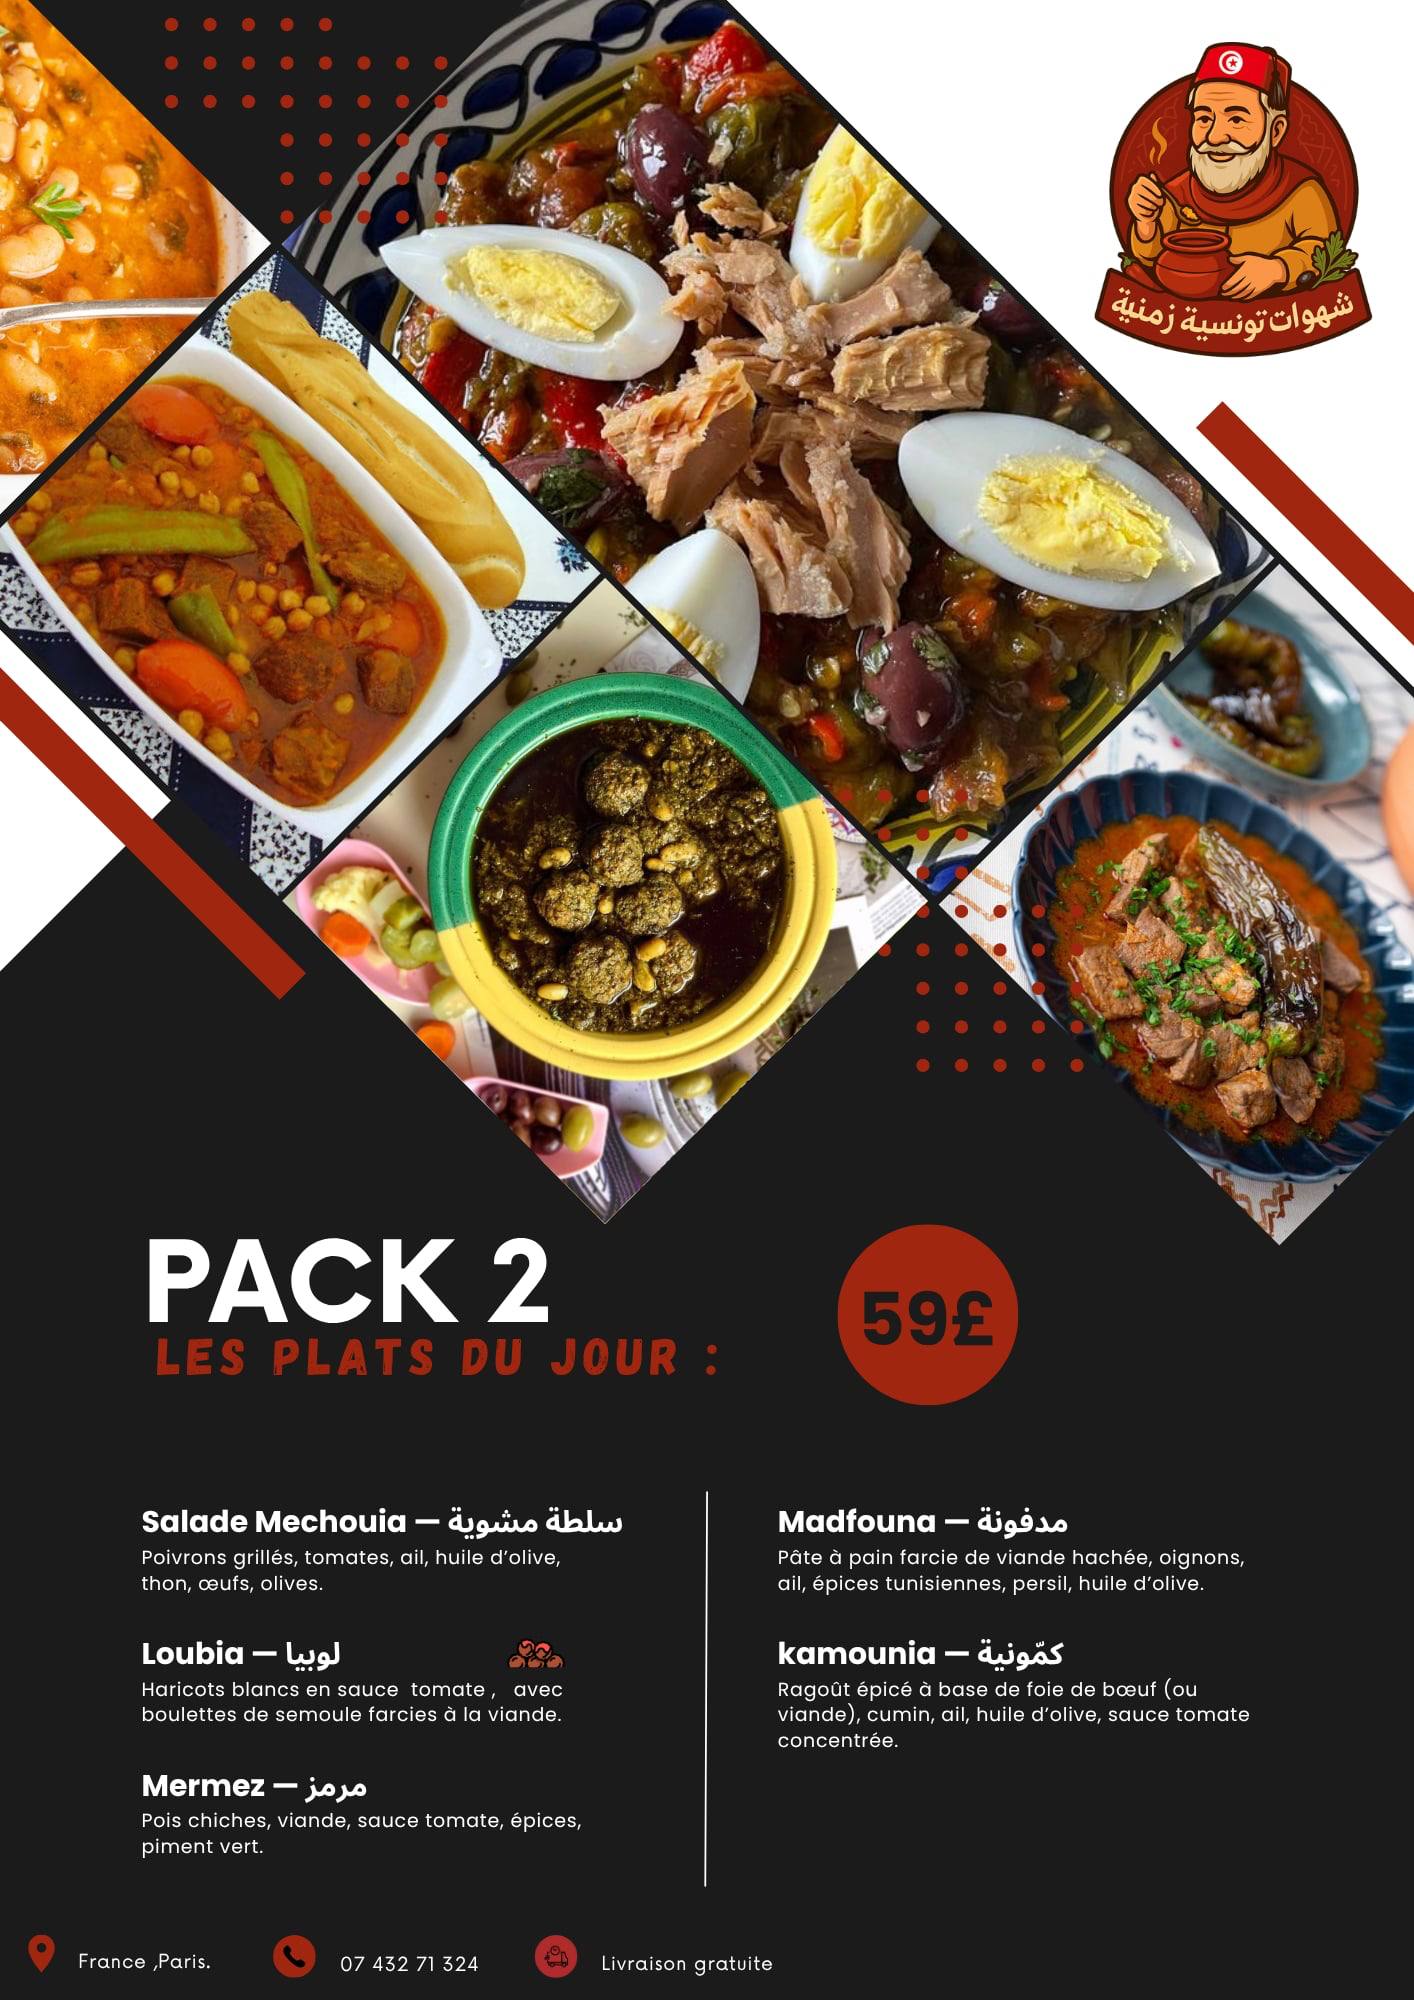 شهوات تونسية زمنية
PACK 2
LES PLATS DU JOUR :
59£
Salade Mechouia — سلطة مشوية
Poivrons grillés, tomates, ail, huile d’olive,
thon, œufs, olives.
Loubia — لوبيا
Haricots blancs en sauce tomate , avec
boulettes de semoule farcies à la viande.
Mermez — مرمز
Pois chiches, viande, sauce tomate, épices,
piment vert.
Madfouna — مدفونة
Pâte à pain farcie de viande hachée, oignons,
ail, épices tunisiennes, persil, huile d’olive.
kamounia — كمّونية
Ragoût épicé à base de foie de bœuf (ou
viande), cumin, ail, huile d’olive, sauce tomate
concentrée.
France ,Paris.
07 432 71 324
Livraison gratuite